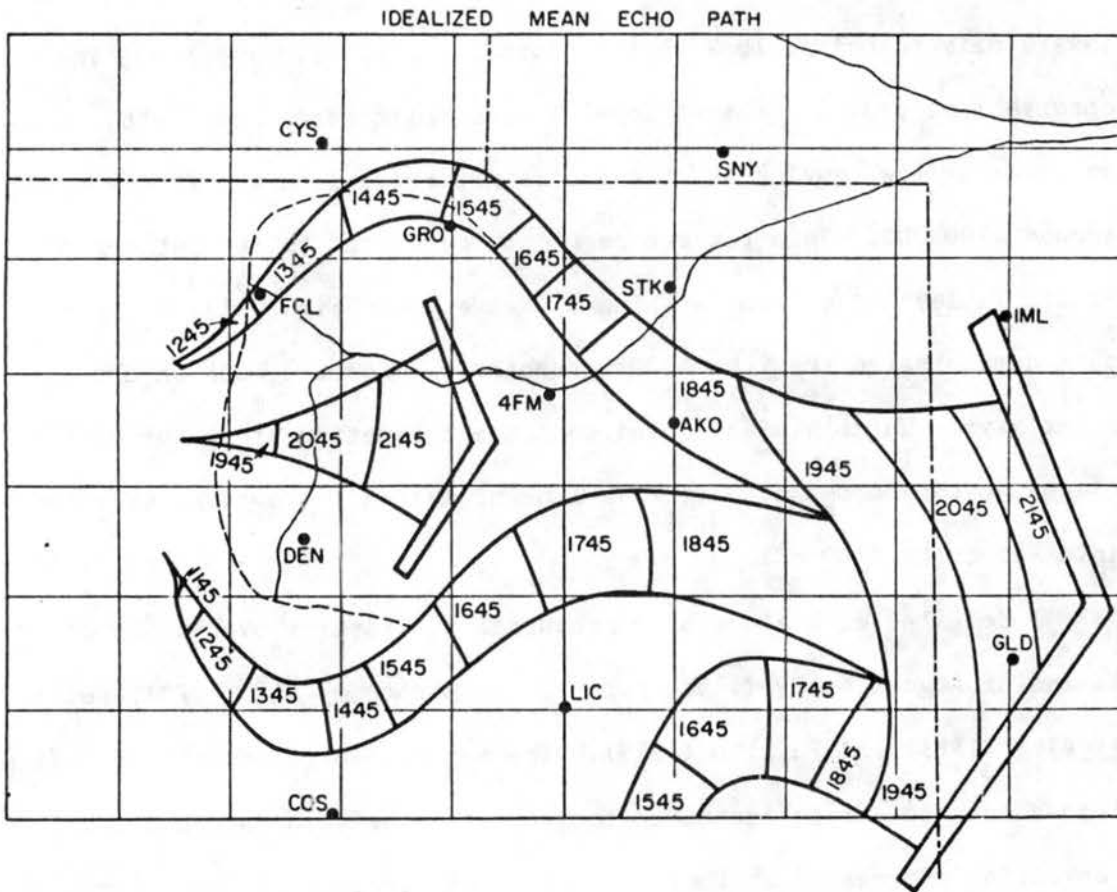 IDEALIZED MEAN ECHO PATH
CYS
SNY
1445
1545
GRO
1345
1645
STK
FCL
1745
IML
1245
1845
4FM
AKO
2045
2145
1945
1945
2045
2145
1745
1845
DEN
1145
1645
1245
1545
GLD
1345
1745
1445
LIC
1645
1845
1545
1945
COS